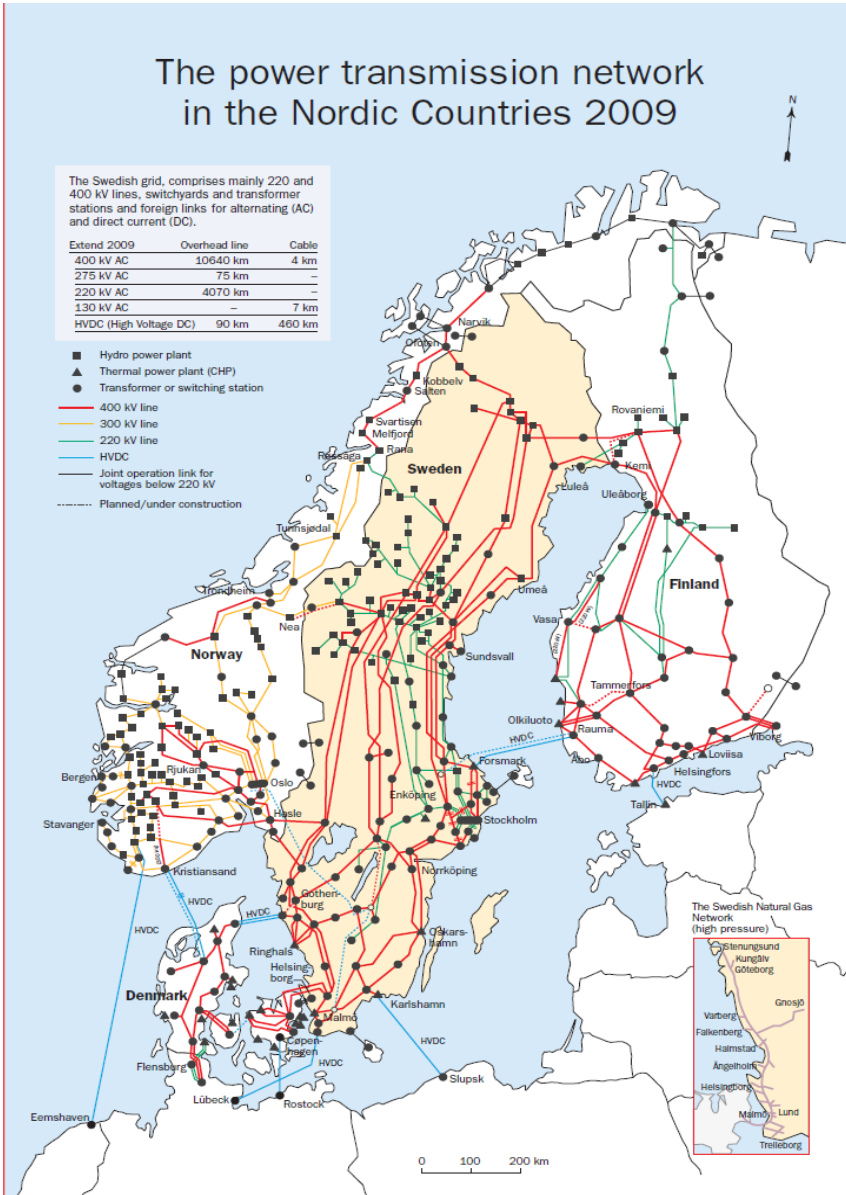 The power transmission network
in the Nordic Countries 2009
N
The Swedish grid, comprises mainly 220 and
400 kV lines, switchyards and transformer
stations and foreign links for alternating (AC)
and direct current (DC).
Extend 2009 Overhead line Cable
400 kV AC 10640 km 4 km
275 kV AC 75 km –
220 kV AC 4070 km –
130 kV AC – 7 km
HVDC (High Voltage DC) 90 km 460 km
Hydro power plant
Thermal power plant (CHP)
Transformer or switching station
400 kV line
300 kV line
220 kV line
HVDC
Joint operation link for
voltages below 220 kV
Planned/under construction
Narvik
Ofoten
Kobbelv
Salten
Svartisen
Melfjord
Rana
Røssåga
Rovaniemi
Sweden
Kemi
Luleå
Uleåborg
Tunnsjødal
Finland
Trondheim
Umeå
Nea
Vasa
Norway
Sundsvall
Tammerfors
Olkiluoto
Rauma
HVDC
Forsmark
Viborg
Rjukan
Åbo
Loviisa
Helsingfors
Bergen
Oslo
HVDC
Enköping
Tallin
Hasle
Stockholm
Stavanger
Kristiansand
Norrköping
HVDC
Gothen-
burg
HVDC
HVDC
Oskars-
hamn
Ringhals
Helsing-
borg
Denmark
Karlshamn
Malmö
Copen-
hagen
HVDC
HVDC
Flensburg
Slupsk
Lübeck
Rostock
Eemshaven
0 100 200 km
The Swedish Natural Gas
Network
(high pressure)
Stenungsund
Kungälv
Göteborg
Gnosjö
Varberg
Falkenberg
Halmstad
Ängelholm
Helsingborg
Malmö
Lund
Trelleborg